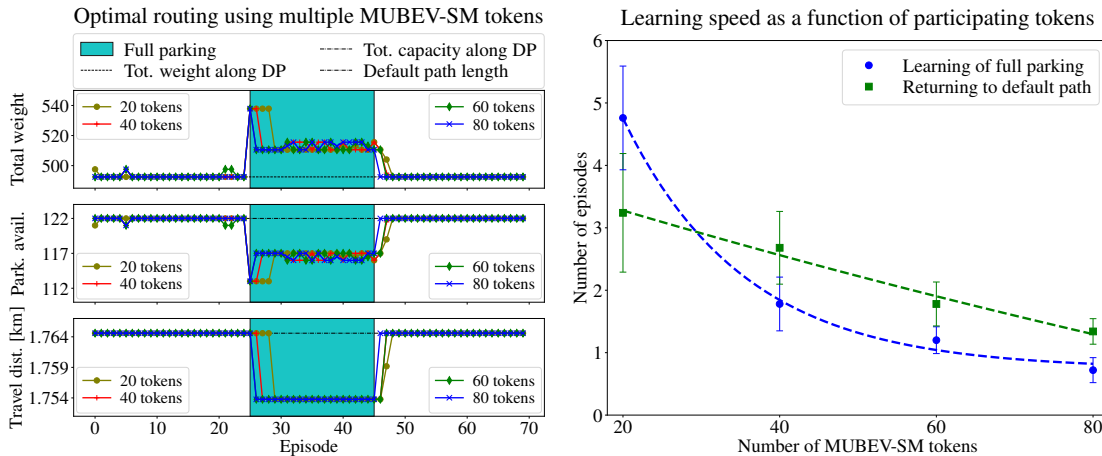 Optimal routing using multiple MUBEV-SM tokens
Full parking
Tot. weight along DP
Tot. capacity along DP
Default path length
Total weight
540
520
500
20 tokens
40 tokens
60 tokens
80 tokens
Park. avail.
122
117
112
20 tokens
40 tokens
60 tokens
80 tokens
Travel dist. [km]
1.764
1.759
1.754
20 tokens
40 tokens
60 tokens
80 tokens
0 10 20 30 40 50 60 70
Episode
Learning speed as a function of participating tokens
Learning of full parking
Returning to default path
Number of episodes
6
5
4
3
2
1
0
20 40 60 80
Number of MUBEV-SM tokens